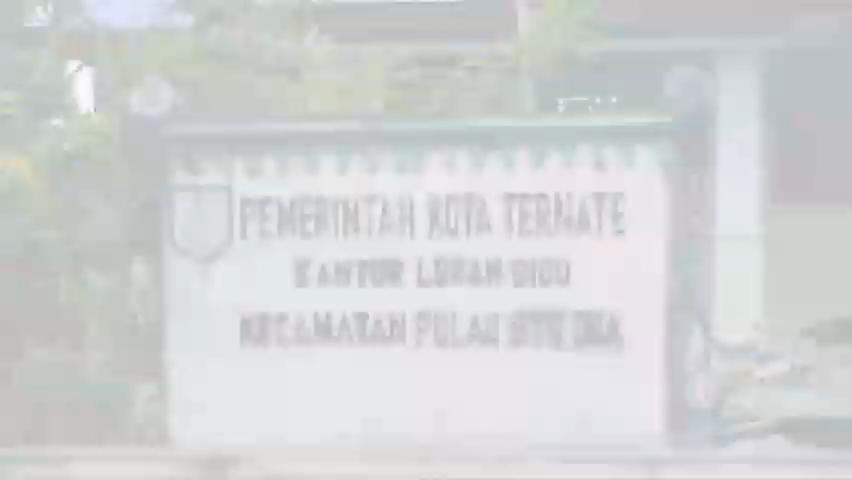 PEMERINTAH KOTA TERNATE
KANTOR LURAH
KECAMATAN PULAU